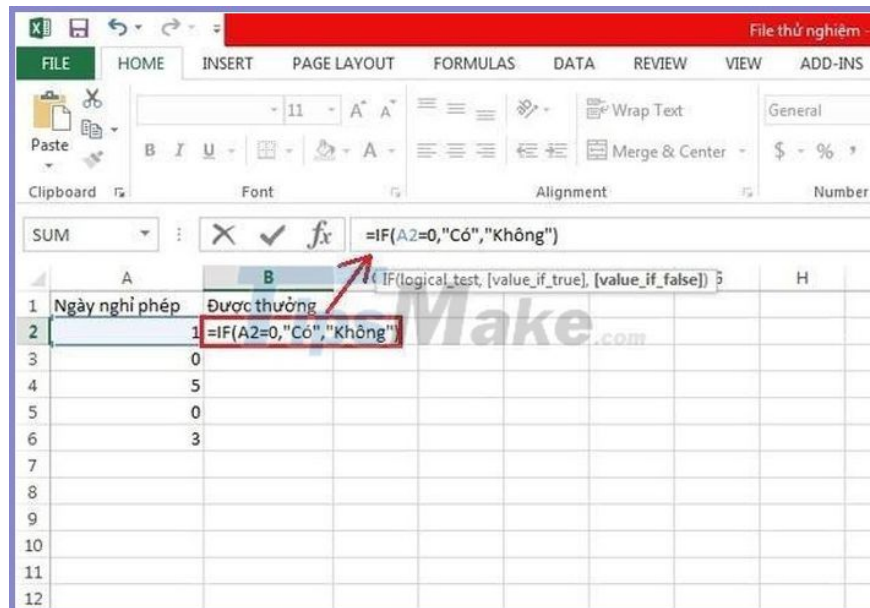 File thử nghiệm -
FILE HOME INSERT PAGE LAYOUT FORMULAS DATA REVIEW VIEW ADD-INS
11 A A Wrap Text General
Paste B I U A Merge & Center $ % ,
Clipboard Font Alignment Number
SUM fx =IF(A2=0,"Có","Không")
IF(logical_test, [value_if_true], [value_if_false])
A B H
1 Ngày nghỉ phép Được thưởng
2 1 =IF(A2=0,"Có","Không")
3 0
4 5
5 0
6 3
7
8
9
10
11
12
TipsMake.com